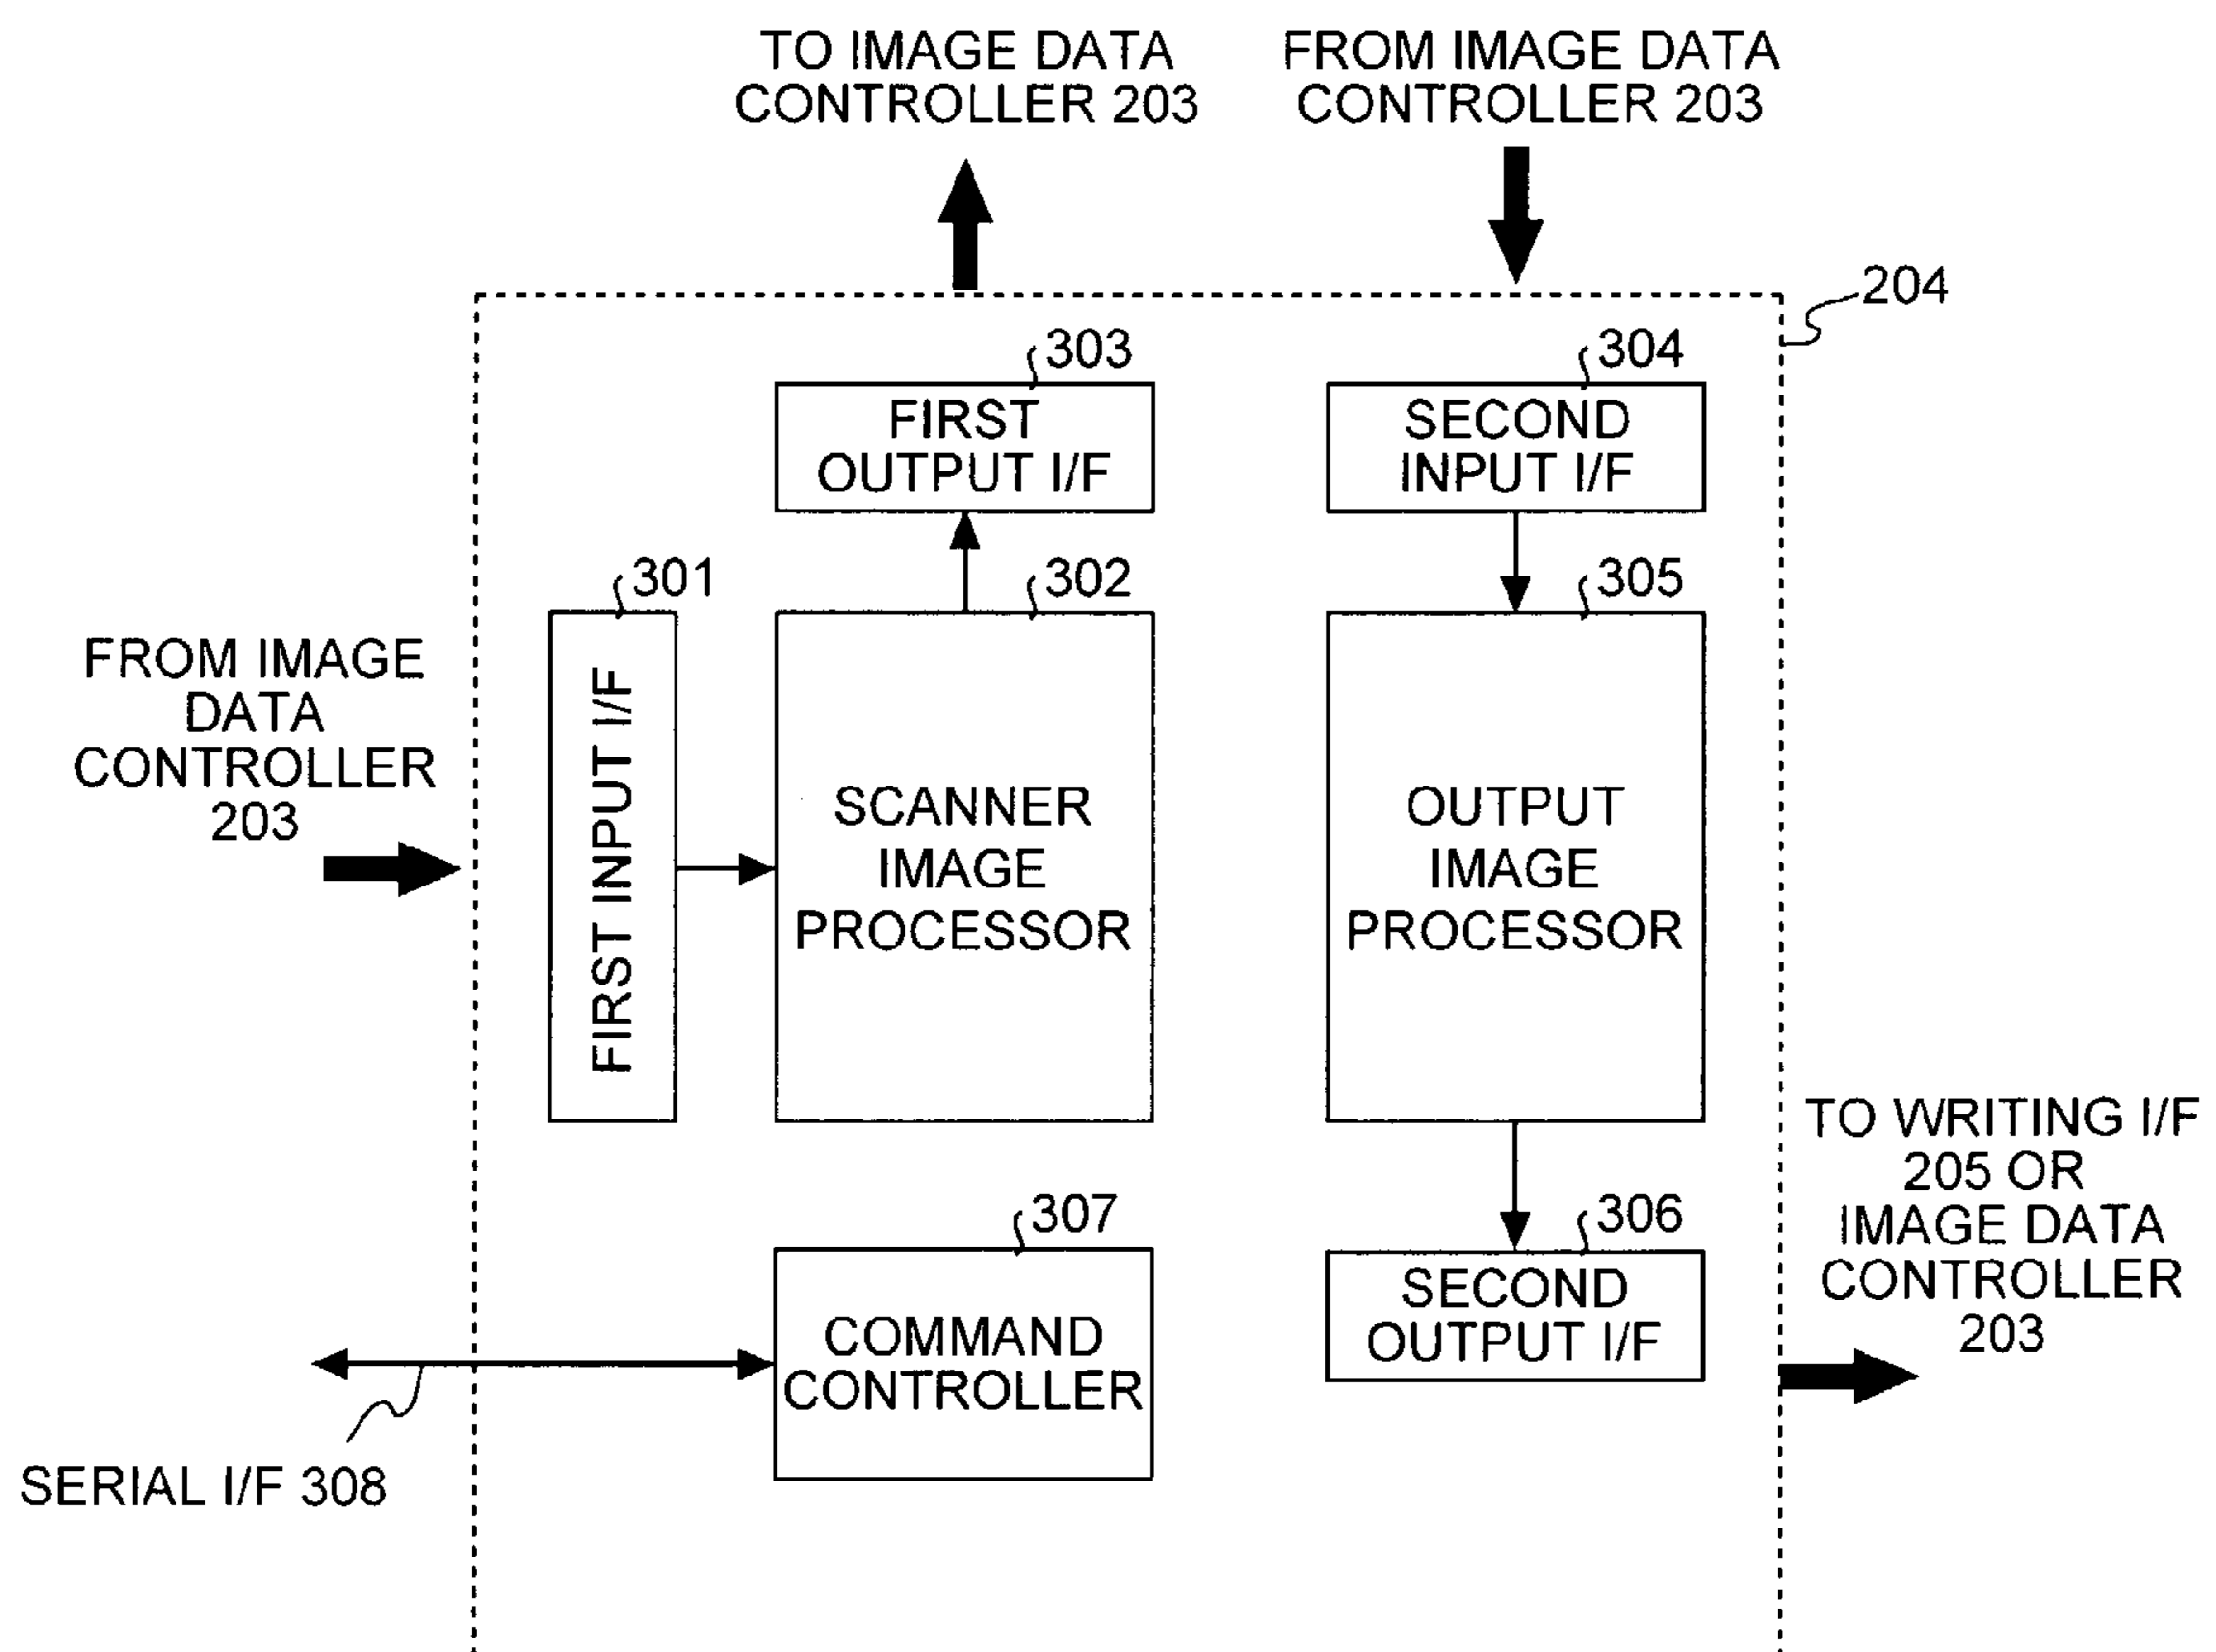 TO IMAGE DATA
CONTROLLER 203
FROM IMAGE DATA
CONTROLLER 203
204
303
FIRST
OUTPUT I/F
304
SECOND
INPUT I/F
301
FIRST INPUT I/F
302
SCANNER
IMAGE
PROCESSOR
305
OUTPUT
IMAGE
PROCESSOR
FROM IMAGE
DATA
CONTROLLER
203
307
COMMAND
CONTROLLER
306
SECOND
OUTPUT I/F
TO WRITING I/F
205 OR
IMAGE DATA
CONTROLLER
203
SERIAL I/F 308